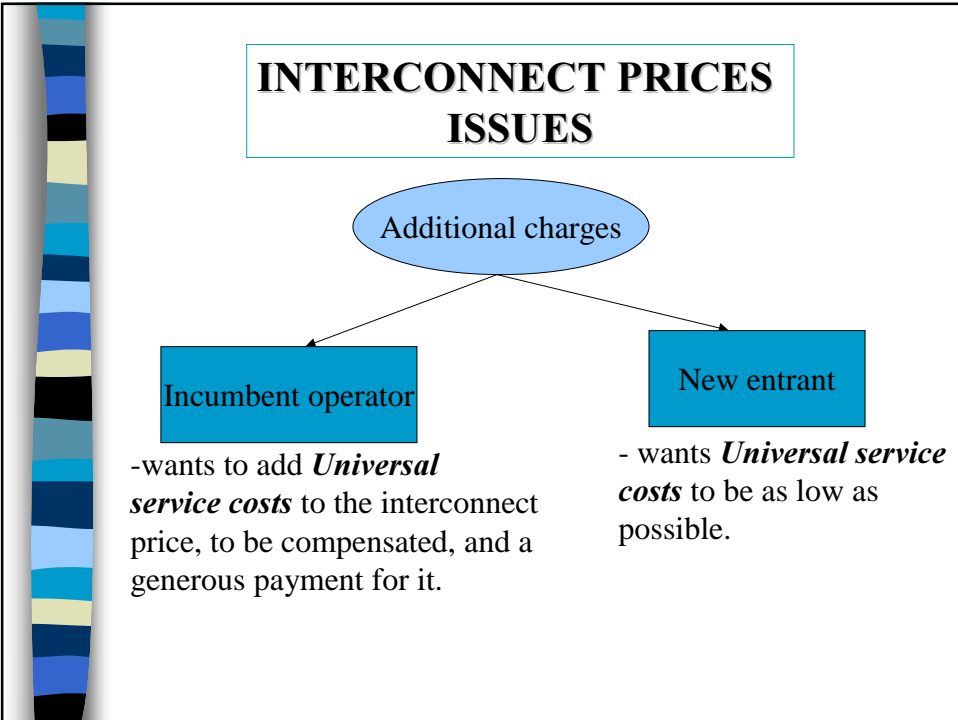 INTERCONNECT PRICES
ISSUES
Additional charges
Incumbent operator
-wants to add Universal
service costs to the interconnect
price, to be compensated, and a
generous payment for it.
New entrant
- wants Universal service
costs to be as low as
possible.